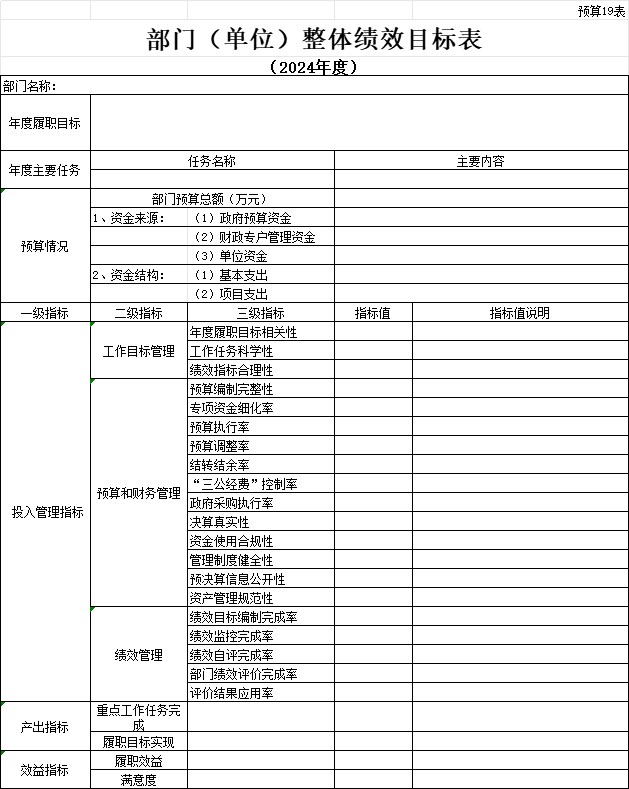 预算19表
部门（单位）整体绩效目标表
（2024年度）
部门名称：
年度履职目标
年度主要任务
任务名称
主要内容
预算情况
部门预算总额（万元）
1、资金来源：
（1）政府预算资金
（2）财政专户管理资金
（3）单位资金
2、资金结构：
（1）基本支出
（2）项目支出
一级指标
二级指标
三级指标
指标值
指标值说明
投入管理指标
工作目标管理
年度履职目标相关性
工作任务科学性
绩效指标合理性
预算和财务管理
预算编制完整性
专项资金细化率
预算执行率
预算调整率
结转结余率
“三公经费”控制率
政府采购执行率
决算真实性
资金使用合规性
管理制度健全性
预决算信息公开性
资产管理规范性
绩效管理
绩效目标编制完成率
绩效监控完成率
绩效自评完成率
部门绩效评价完成率
评价结果应用率
产出指标
重点工作任务完
成
履职目标实现
效益指标
履职效益
满意度